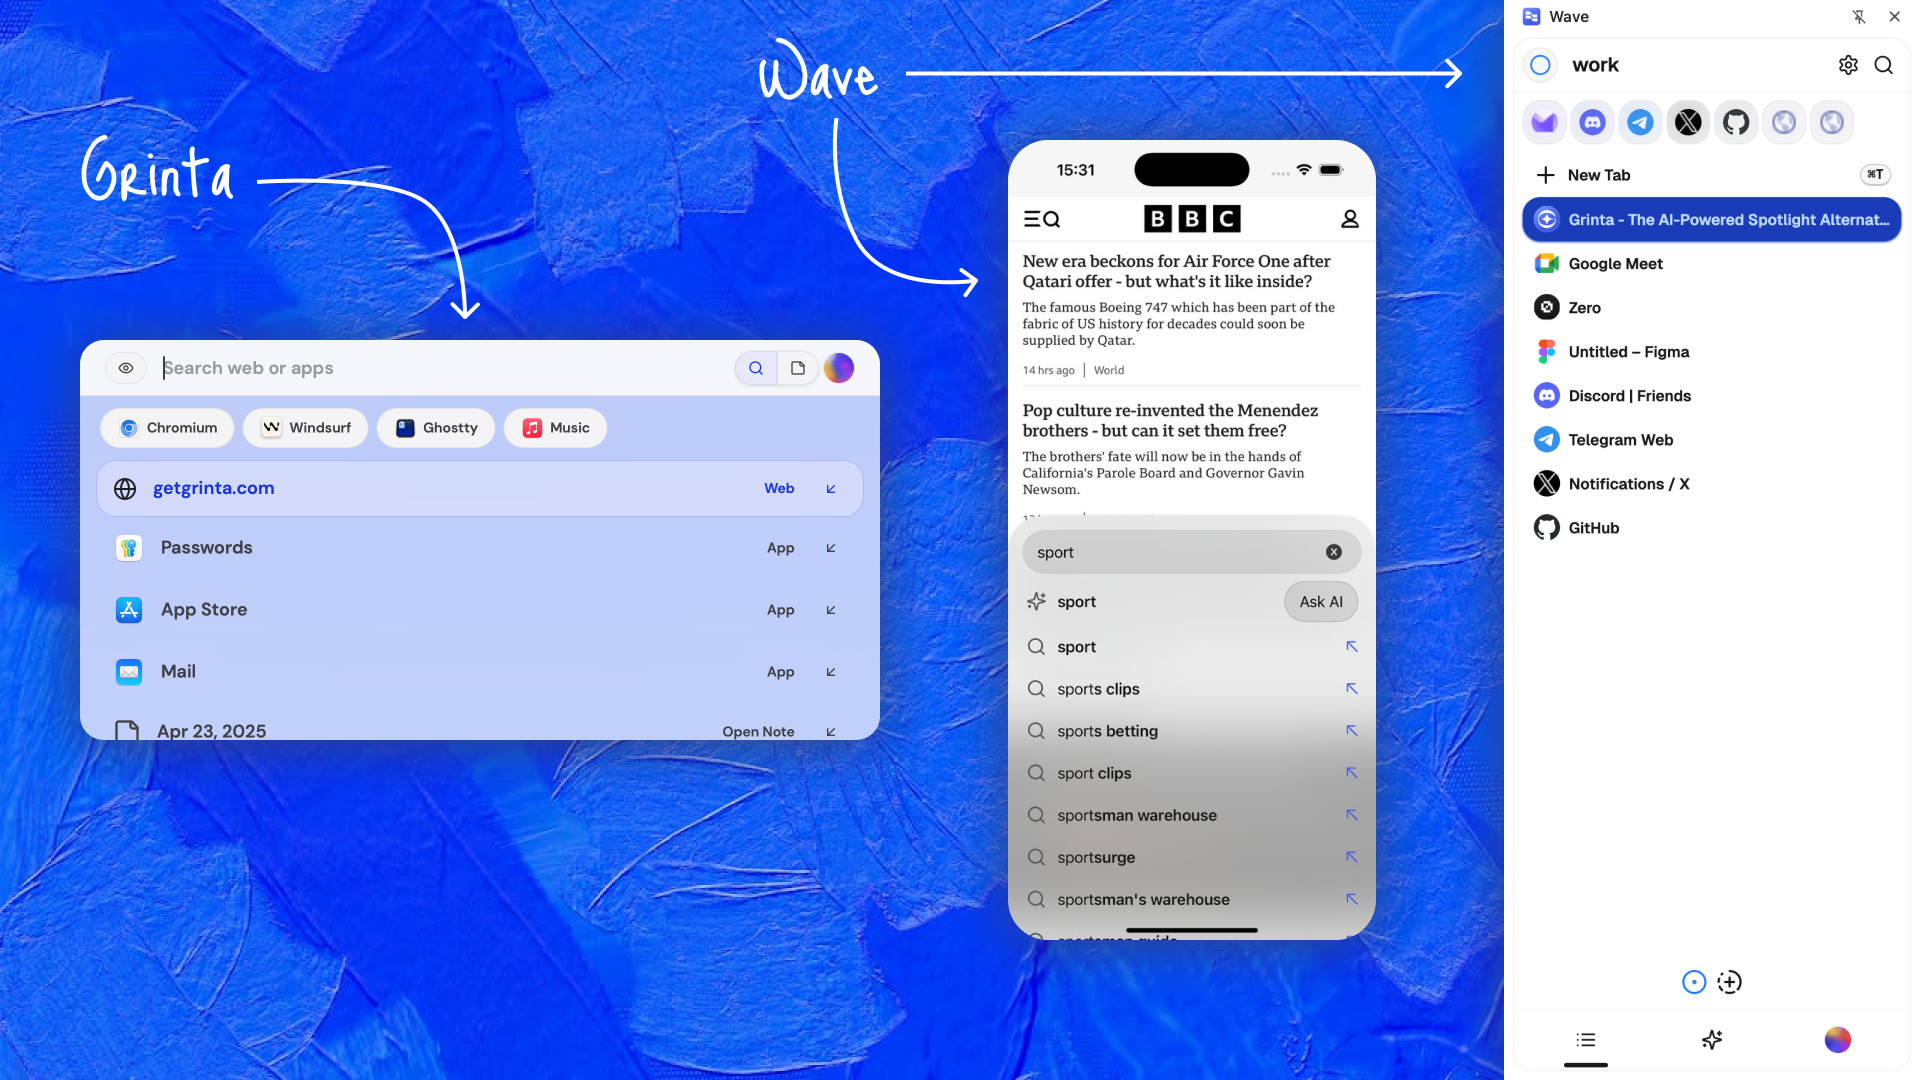 Grinta
Wave
Search web or apps
Chromium
Windsurf
Ghostty
Music
getgrinta.com
Web
Passwords
App
App Store
App
Mail
App
Apr 23, 2025
Open Note
15:31
BBC
New era beckons for Air Force One after
Qatari offer - but what's it like inside?
The famous Boeing 747 which has been part of the
fabric of US history for decades could soon be
supplied by Qatar.
14 hrs ago | World
Pop culture re-invented the Menendez
brothers - but can it set them free?
The brothers' fate will now be in the hands of
California's Parole Board and Governor Gavin
Newsom.
sport
sport
Ask AI
sport
sports clips
sports betting
sport clips
sportsman warehouse
sportsurge
sportsman's warehouse
Wave
work
New Tab
⌘T
Grinta - The AI-Powered Spotlight Alternat...
Google Meet
Zero
Untitled – Figma
Discord | Friends
Telegram Web
Notifications / X
GitHub